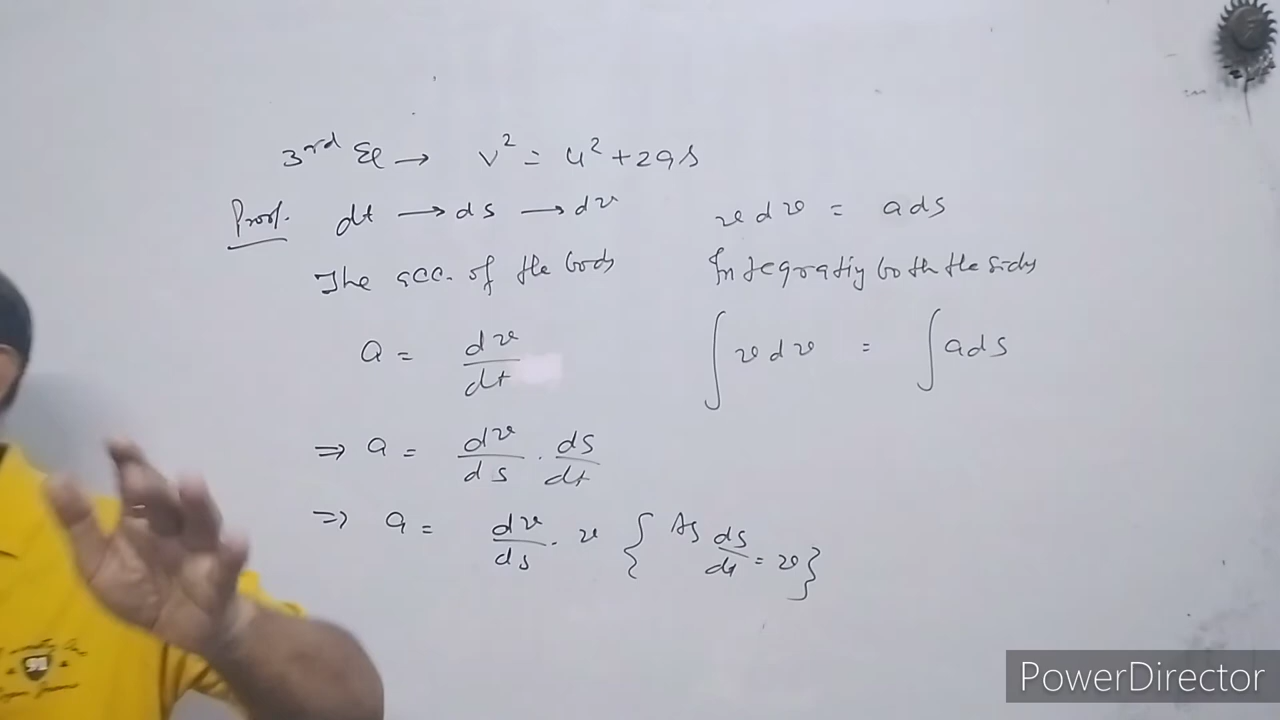 3rd Eq → v² = u² + 2as
Proof. dt → ds → dv
The acc. of the body
a = dv/dt
⇒ a = dv/ds · ds/dt
⇒ a = dv/ds · v { As ds/dt = v }
v dv = a ds
Integrating both the sides
∫ v dv = ∫ a ds
91
PowerDirector